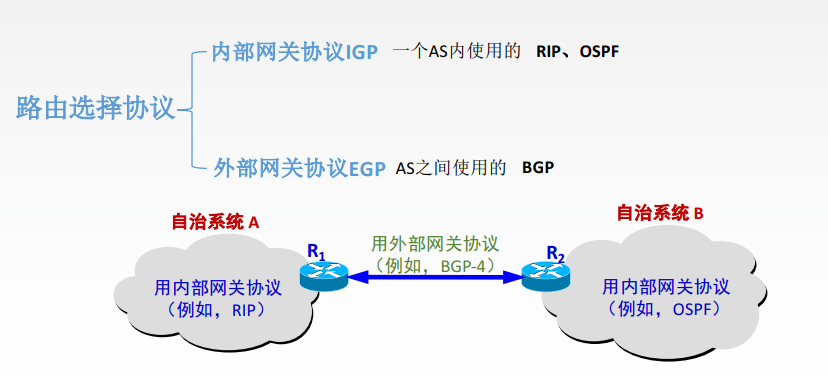 内部网关协议IGP 一个AS内使用的 RIP、OSPF
路由选择协议
外部网关协议EGP AS之间使用的 BGP
自治系统 A
自治系统 B
R1
用外部网关协议
（例如，BGP-4）
R2
用内部网关协议
（例如，RIP）
用内部网关协议
（例如，OSPF）